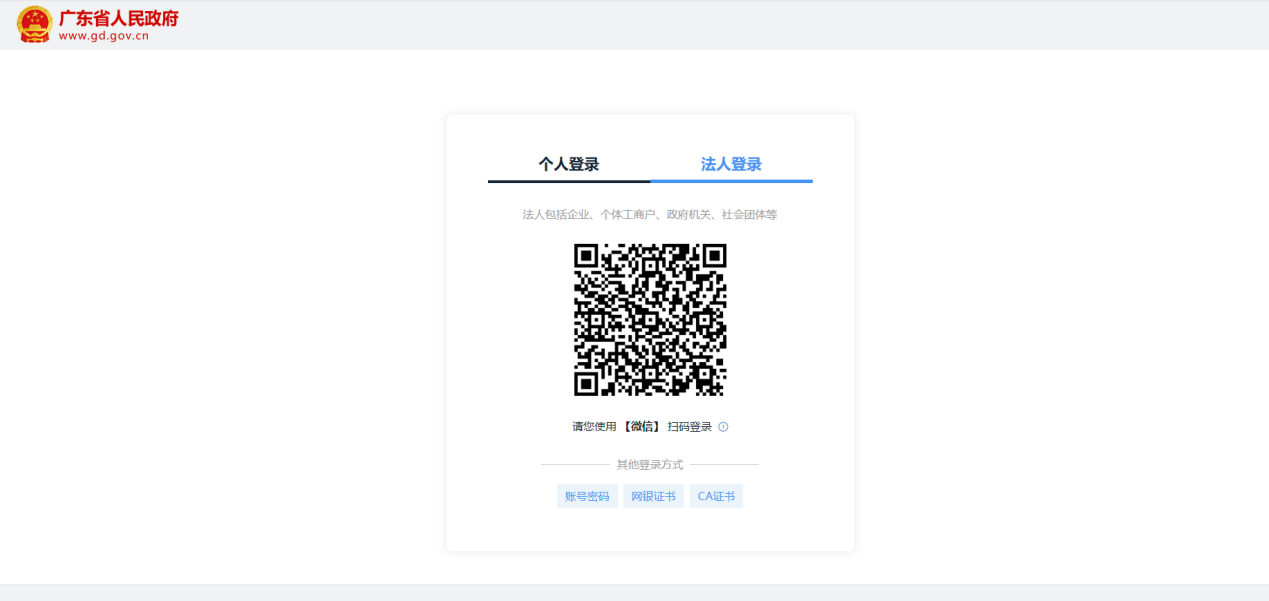 广东省人民政府
www.gd.gov.cn
个人登录 法人登录
法人包括企业、个体工商户、政府机关、社会团体等
请您使用【微信】扫码登录
其他登录方式
账号密码 网银证书 CA证书